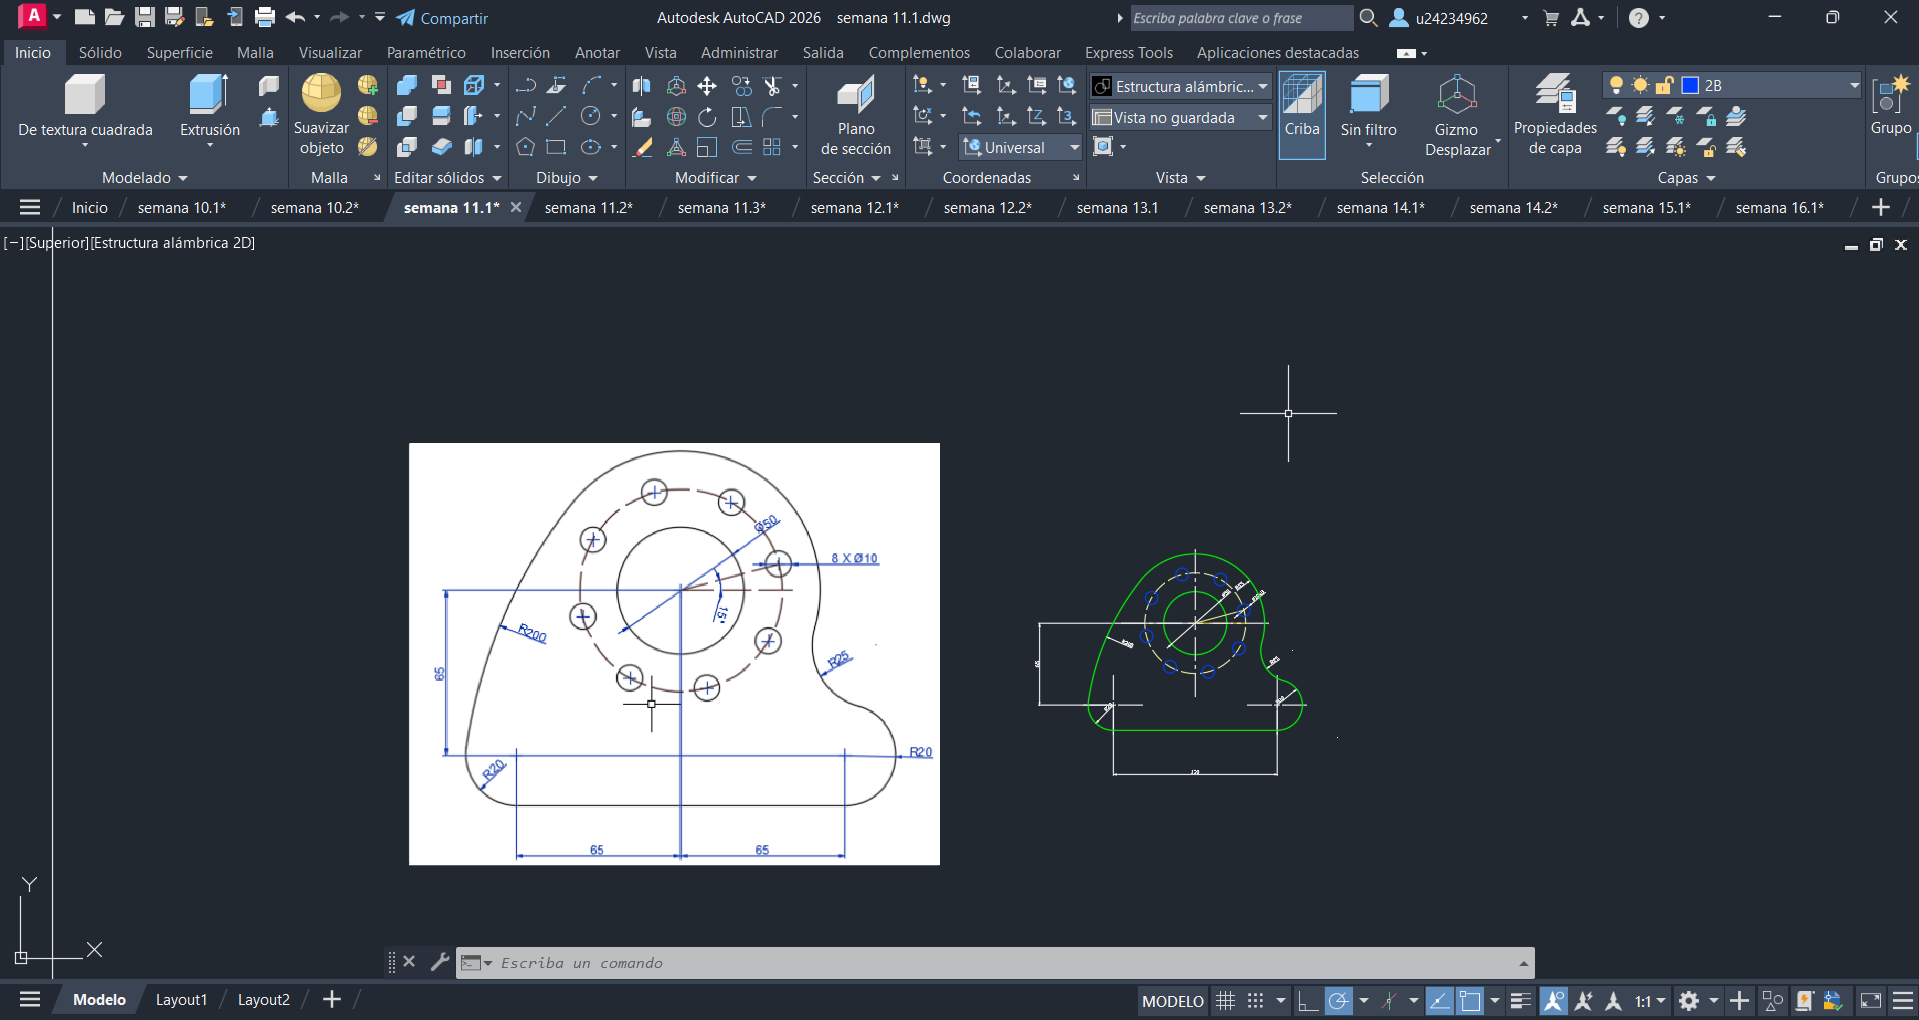 A
Compartir
Autodesk AutoCAD 2026 semana 11.1.dwg
Escriba palabra clave o frase
u24234962
Inicio Sólido Superficie Malla Visualizar Paramétrico Inserción Anotar Vista Administrar Salida Complementos Colaborar Express Tools Aplicaciones destacadas
De textura cuadrada
Extrusión
Modelado
Suavizar
objeto
Malla
Editar sólidos
Dibujo
Modificar
Plano
de sección
Sección
Universal
Coordenadas
Estructura alámbric...
Vista no guardada
Vista
Criba
Sin filtro
Gizmo
Desplazar
Selección
Propiedades
de capa
2B
Capas
Grupo
Grupos
Inicio semana 10.1* semana 10.2* semana 11.1* semana 11.2* semana 11.3* semana 12.1* semana 12.2* semana 13.1 semana 13.2* semana 14.1* semana 14.2* semana 15.1* semana 16.1*
[−][Superior][Estructura alámbrica 2D]
Ø50
8 X Ø10
15°
R200
R25
65
R20
R20
65 65
Y
X
Escriba un comando
Modelo Layout1 Layout2
MODELO
1:1